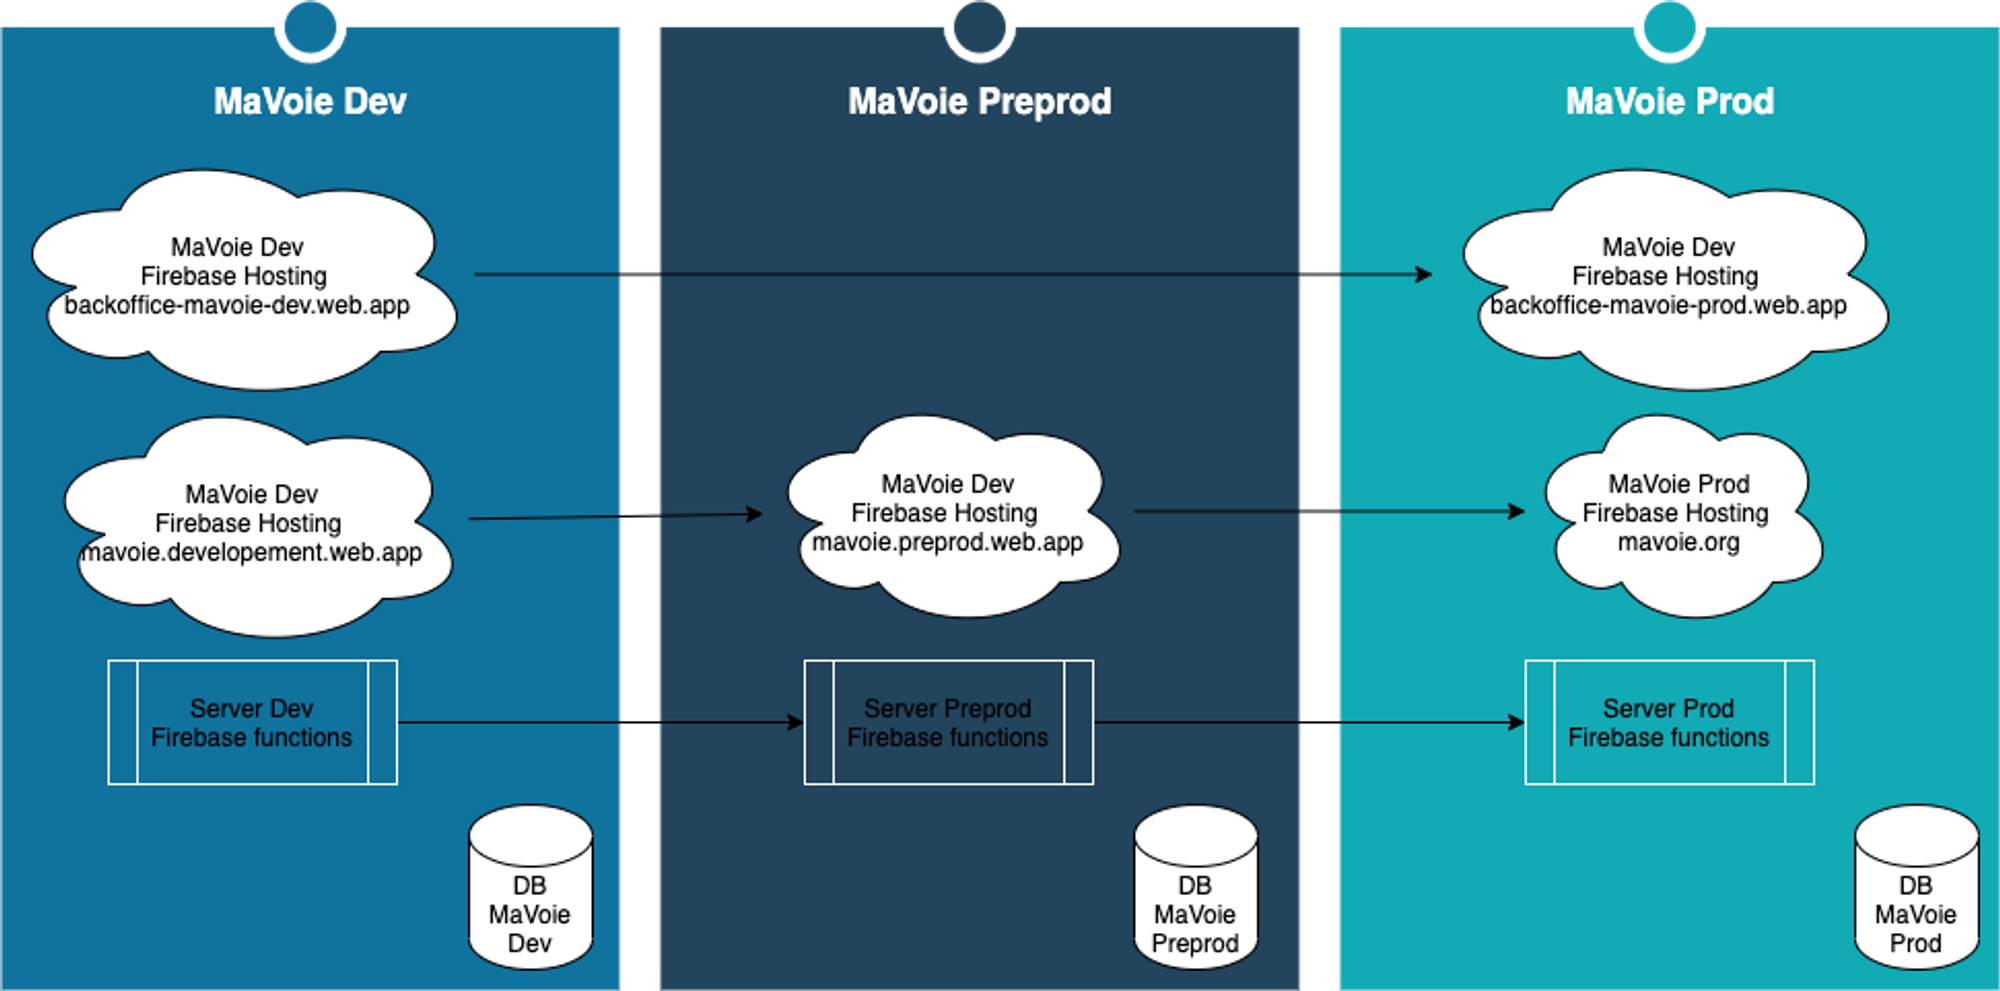 MaVoie Dev
MaVoie Dev
Firebase Hosting
backoffice-mavoie-dev.web.app
MaVoie Dev
Firebase Hosting
mavoie.developement.web.app
Server Dev
Firebase functions
DB
MaVoie
Dev
MaVoie Preprod
MaVoie Dev
Firebase Hosting
mavoie.preprod.web.app
Server Preprod
Firebase functions
DB
MaVoie
Preprod
MaVoie Prod
MaVoie Dev
Firebase Hosting
backoffice-mavoie-prod.web.app
MaVoie Prod
Firebase Hosting
mavoie.org
Server Prod
Firebase functions
DB
MaVoie
Prod